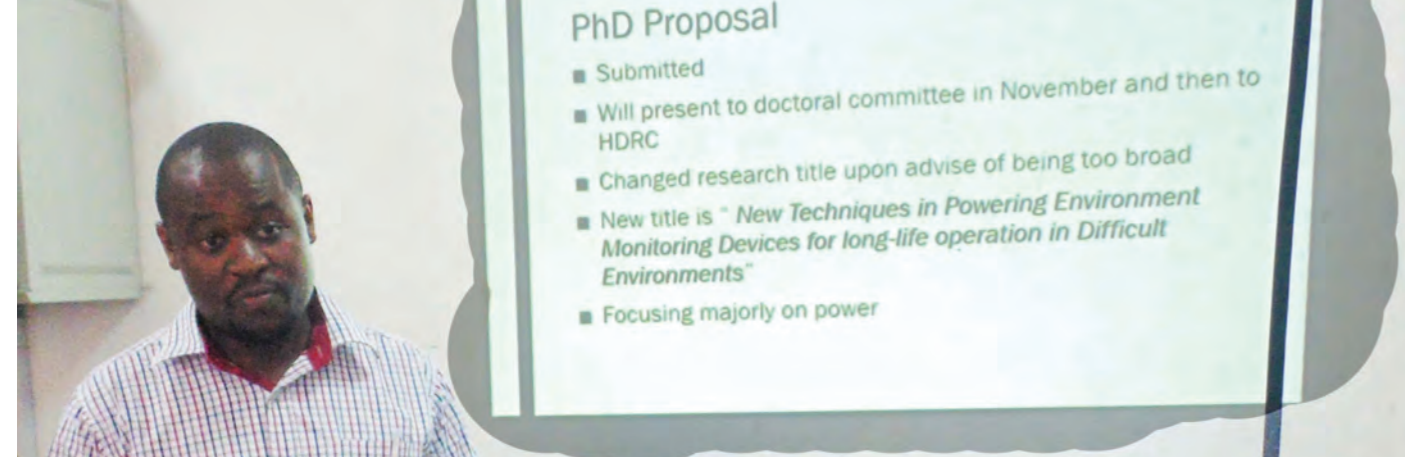 PhD Proposal
■ Submitted
■ Will present to doctoral committee in November and then to
HDRC
■ Changed research title upon advise of being too broad
■ New title is " New Techniques in Powering Environment
Monitoring Devices for long-life operation in Difficult
Environments"
■ Focusing majorly on power